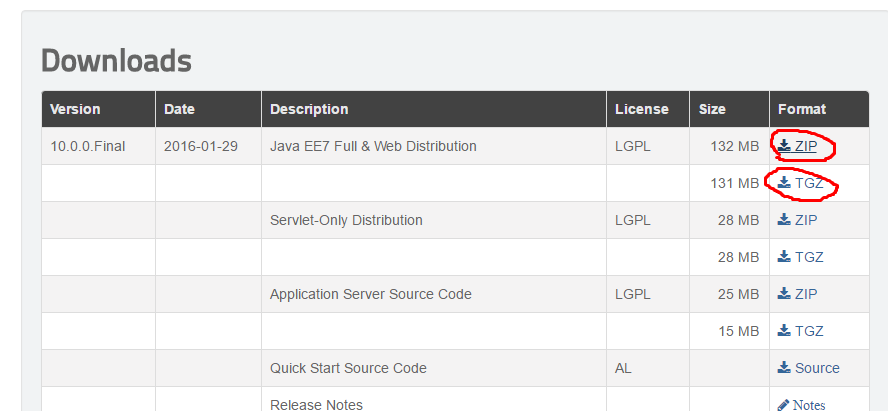 Downloads
Version Date Description License Size Format
10.0.0.Final 2016-01-29 Java EE7 Full & Web Distribution LGPL 132 MB ZIP
131 MB TGZ
Servlet-Only Distribution LGPL 28 MB ZIP
28 MB TGZ
Application Server Source Code LGPL 25 MB ZIP
15 MB TGZ
Quick Start Source Code AL Source
Release Notes Notes